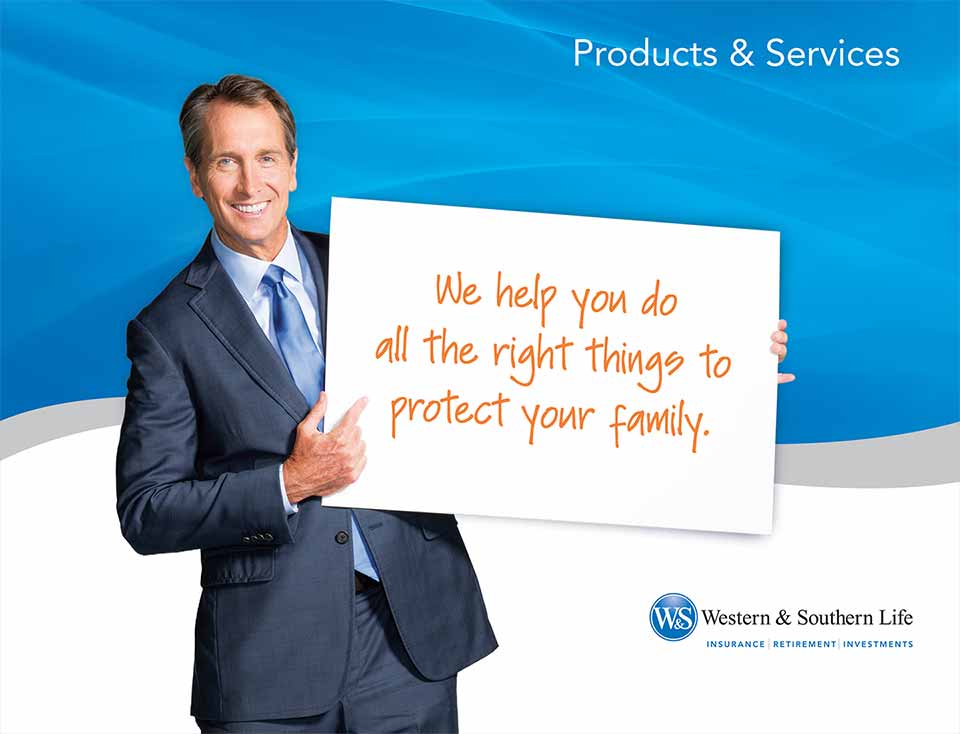 Products & Services
We help you do
all the right things to
protect your family.
W&S Western & Southern Life
INSURANCE | RETIREMENT | INVESTMENTS